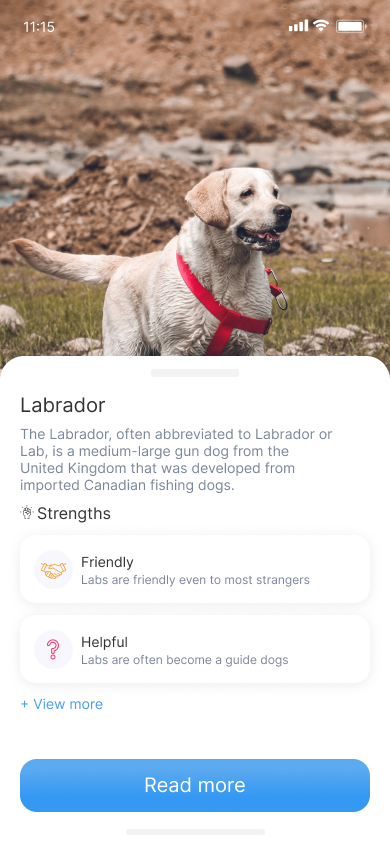 11:15
Labrador
The Labrador, often abbreviated to Labrador or
Lab, is a medium-large gun dog from the
United Kingdom that was developed from
imported Canadian fishing dogs.
Strengths
Friendly
Labs are friendly even to most strangers
Helpful
Labs are often become a guide dogs
+ View more
Read more